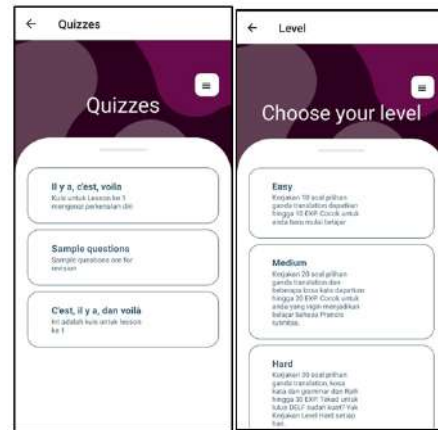 Quizzes
Quizzes
Il y a, c'est, voila
Kuis untuk Lesson ke 1
mengenai perkenalan diri
Sample questions
Sample questions are for
revision
C'est, il y a, dan voilà
Ini adalah kuis untuk lesson
ke 1
Level
Choose your level
Easy
Kerjakan 10 soal pilihan
ganda translation dapatkan
hingga 10 EXP. Cocok untuk
anda baru mulai belajar
Medium
Kerjakan 20 soal pilihan
ganda translation dan
beberapa kosa kata dapatkan
hingga 20 EXP. Cocok untuk
anda yang ingin menjadikan
belajar bahasa Prancis
rutinitas.
Hard
Kerjakan 30 soal pilihan
ganda translation, kosa
kata dan grammar dan Raih
hingga 30 EXP. Tekad untuk
lulus DELF sudah kuat? Yuk
Kerjakan Level Hard setiap
hari